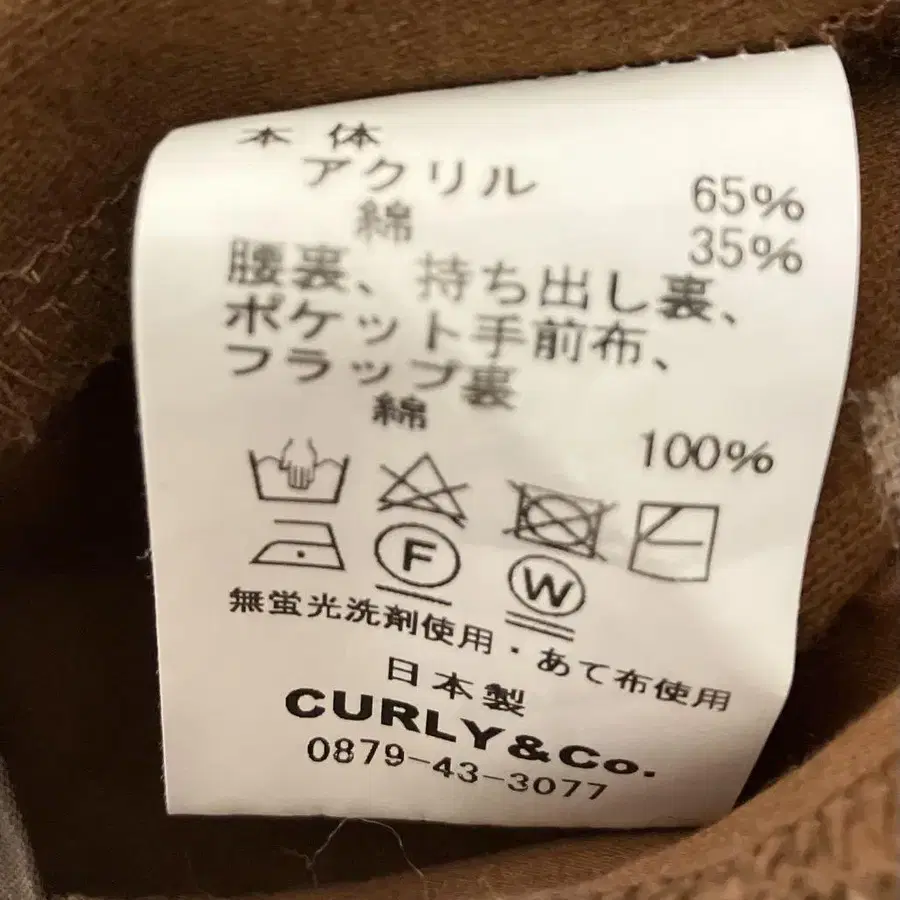 本 体
アクリル 65%
綿 35%
腰裏、持ち出し裏、
ポケット手前布、
フラップ裏
綿 100%
F
W
無蛍光洗剤使用・あて布使用
日本製
CURLY&Co.
0879-43-3077